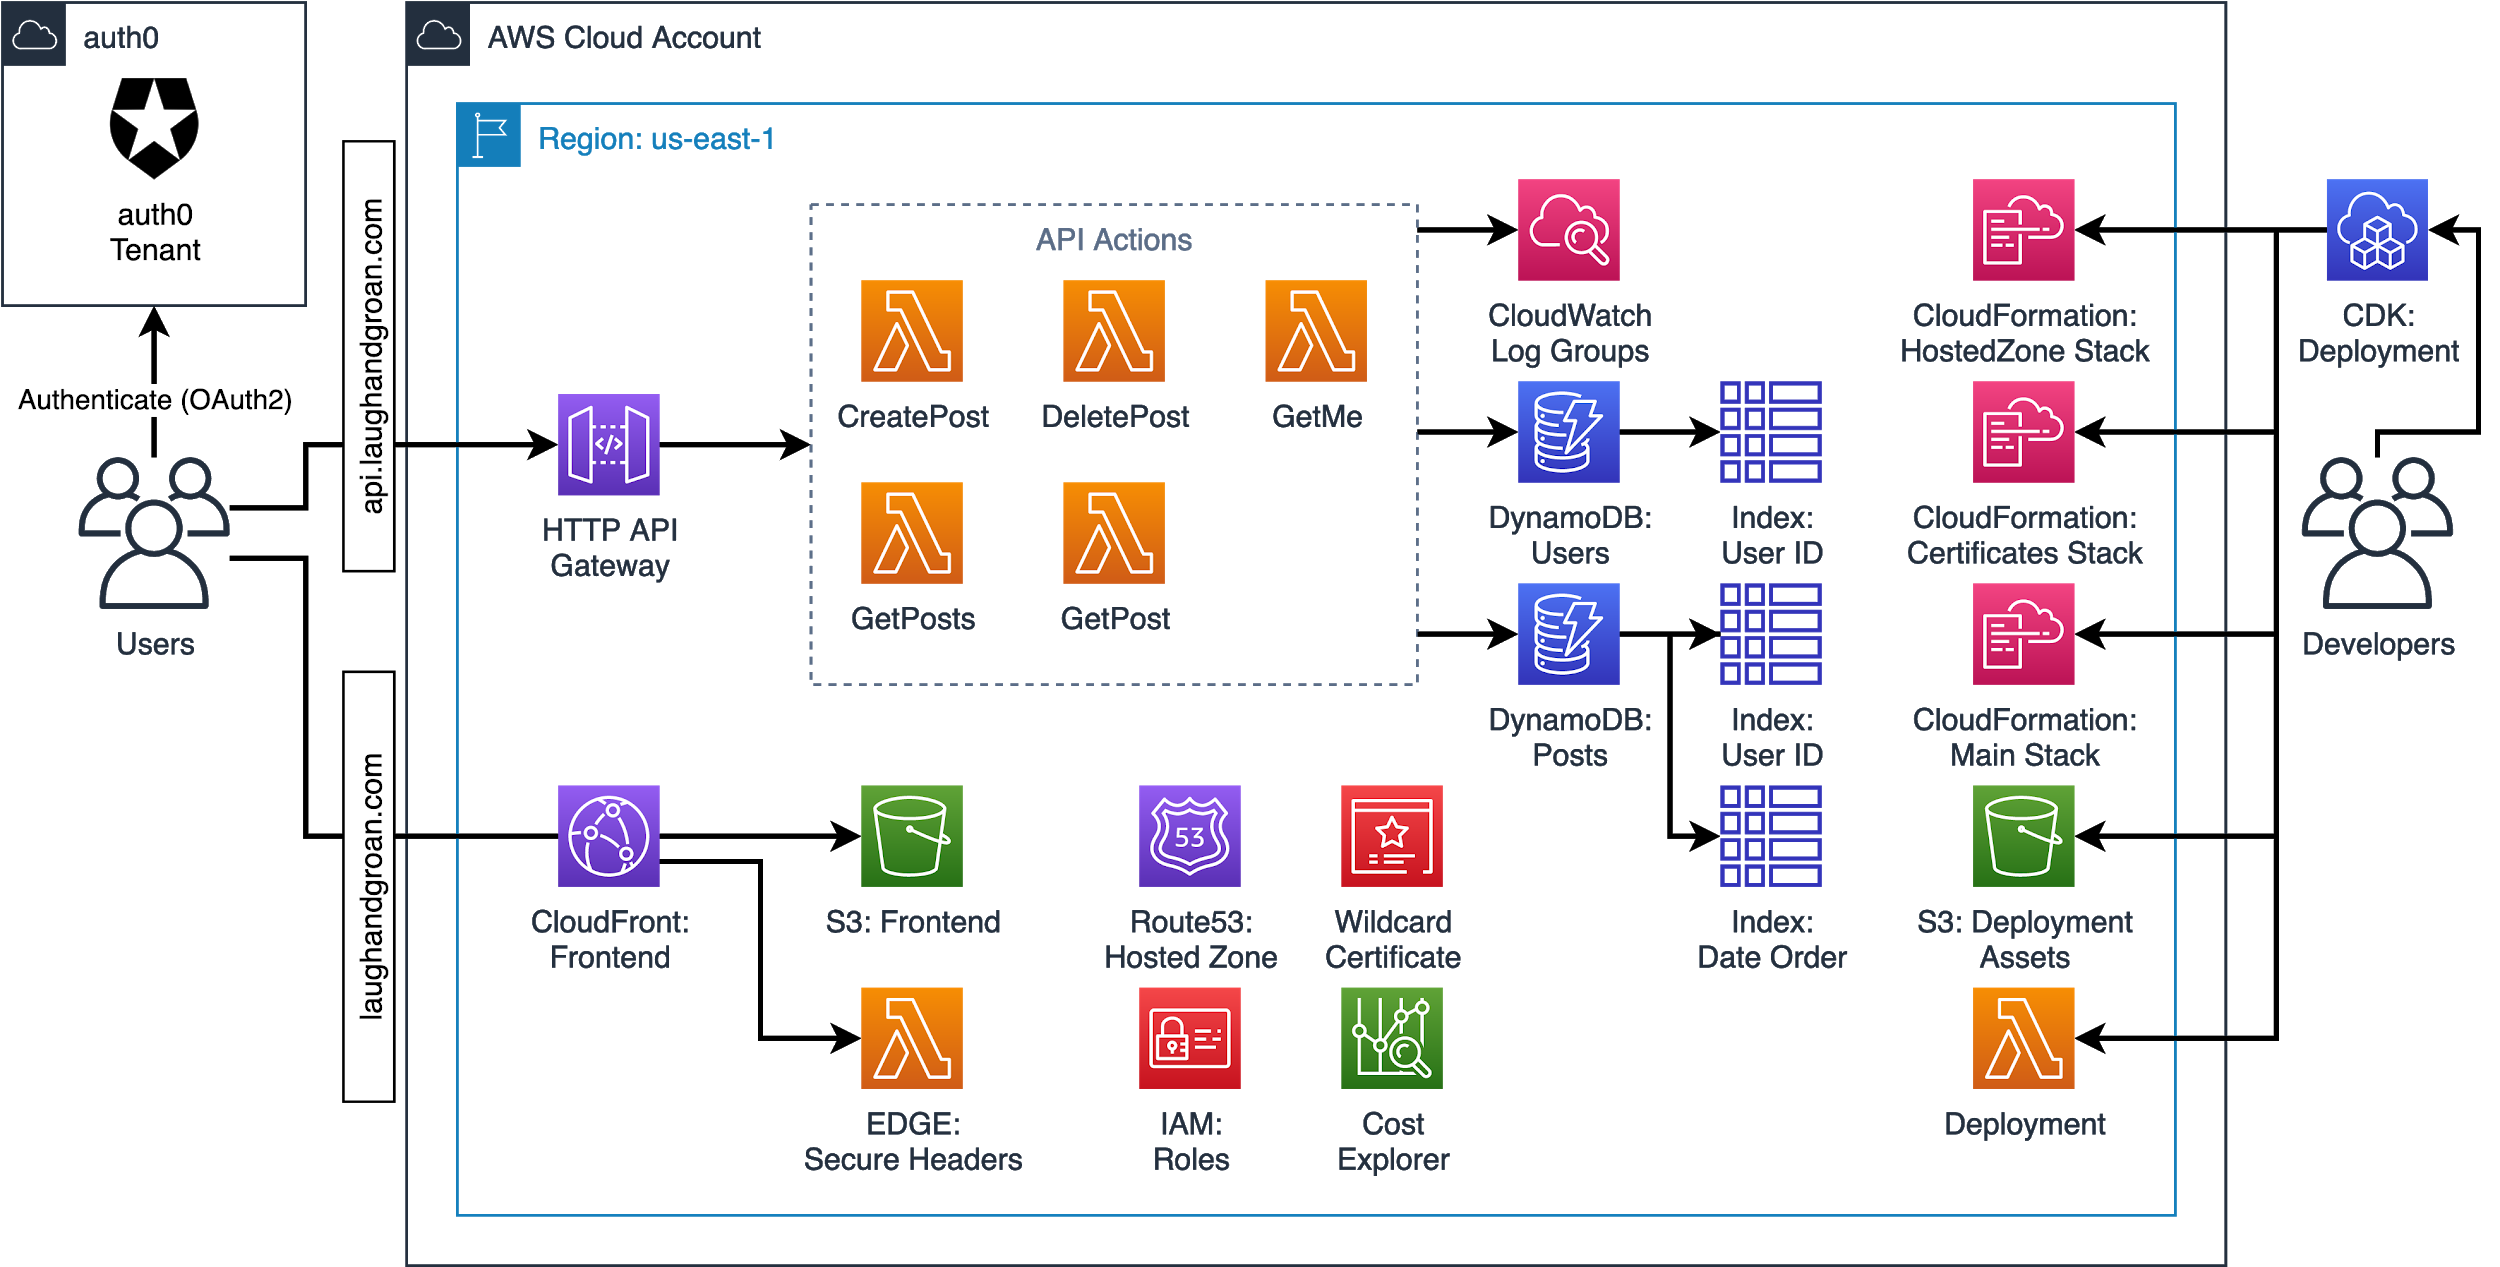 auth0
auth0
Tenant
Authenticate (OAuth2)
Users
api.laughandgroan.com
laughandgroan.com
AWS Cloud Account
Region: us-east-1
HTTP API
Gateway
API Actions
CreatePost
DeletePost
GetMe
GetPosts
GetPost
CloudWatch
Log Groups
DynamoDB:
Users
Index:
User ID
DynamoDB:
Posts
Index:
User ID
Index:
Date Order
CloudFront:
Frontend
S3: Frontend
EDGE:
Secure Headers
53
Route53:
Hosted Zone
Wildcard
Certificate
IAM:
Roles
Cost
Explorer
CloudFormation:
HostedZone Stack
CloudFormation:
Certificates Stack
CloudFormation:
Main Stack
S3: Deployment
Assets
Deployment
CDK:
Deployment
Developers